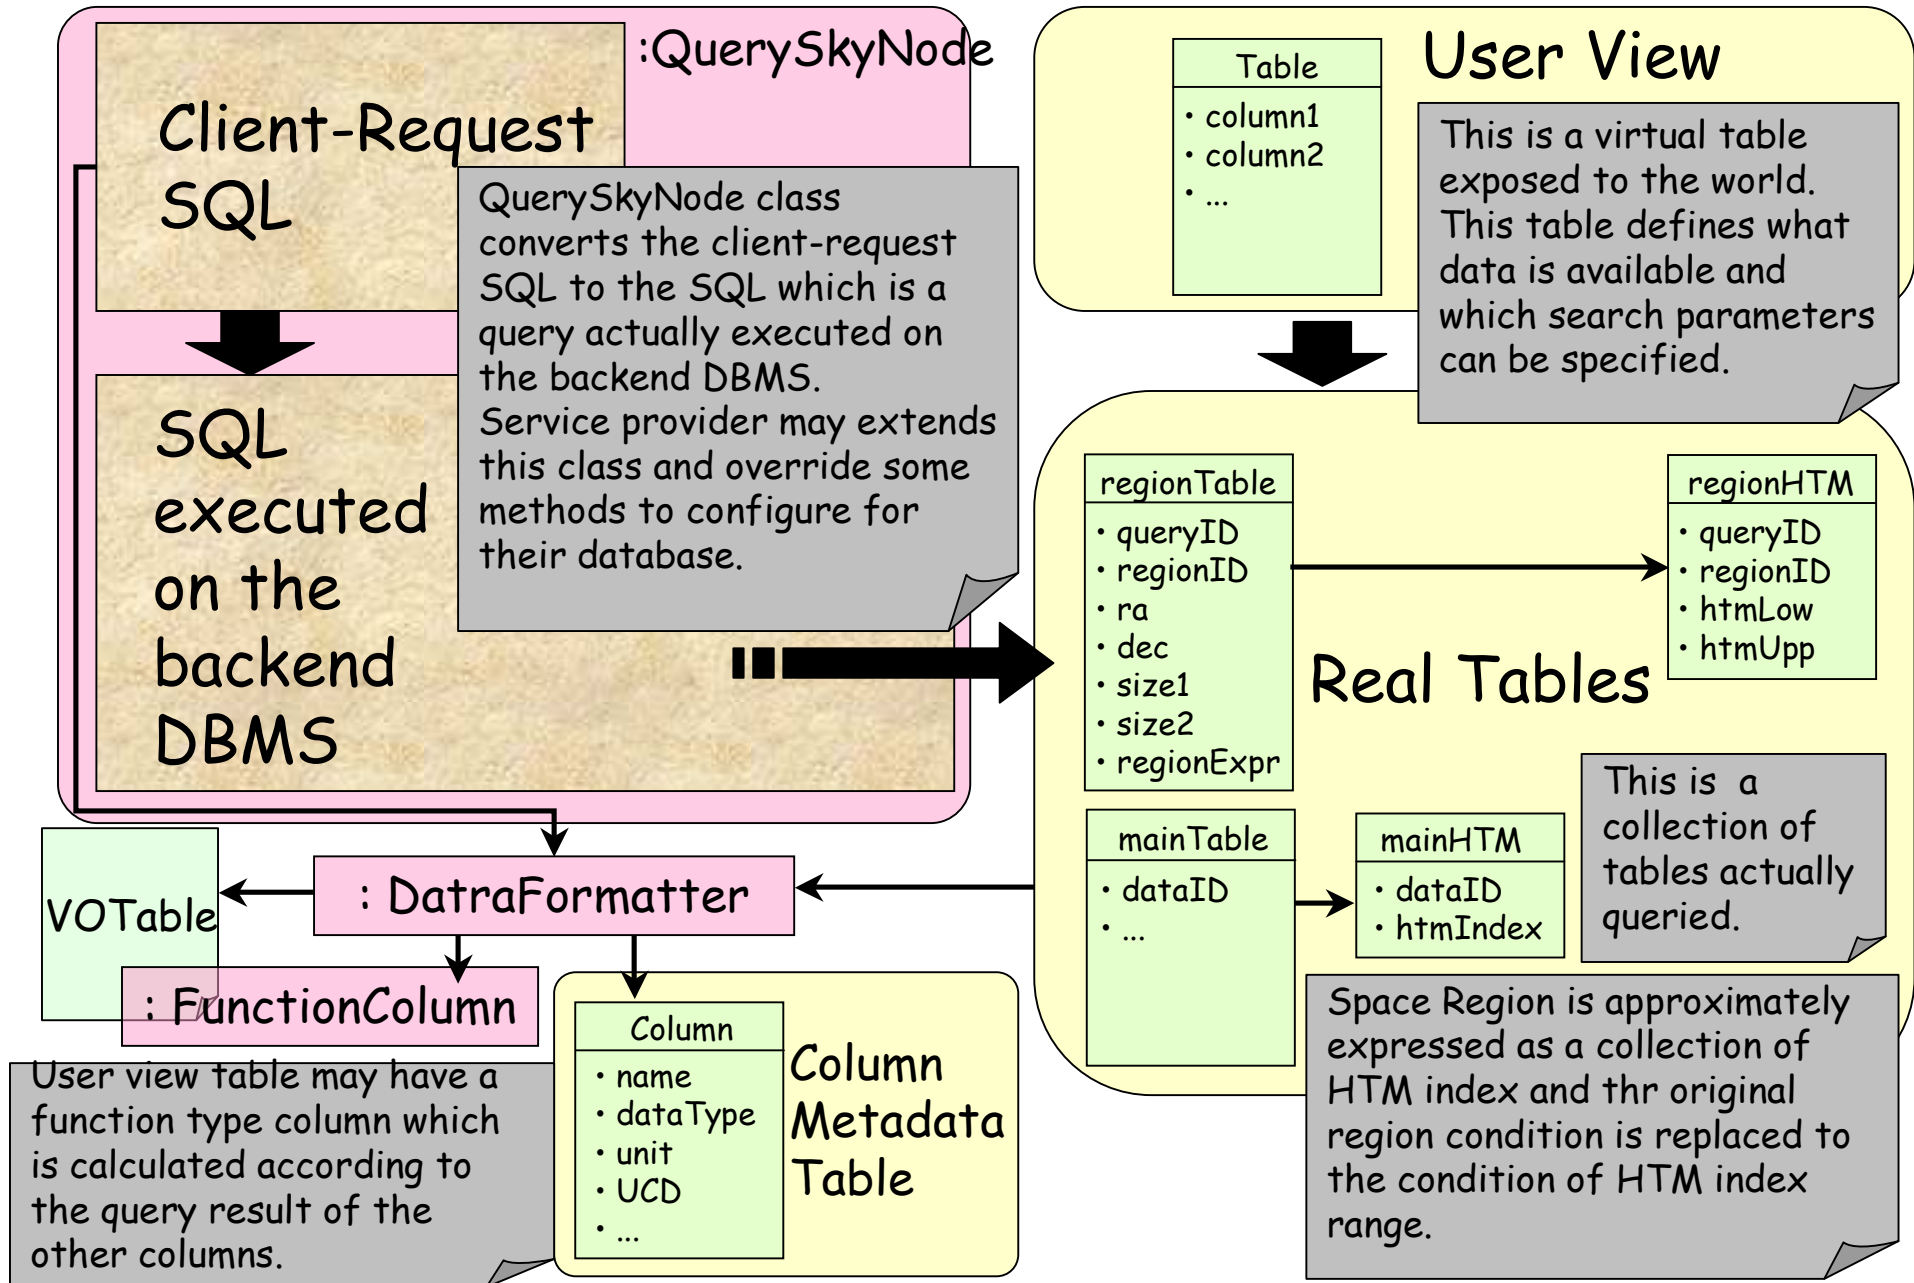 :QuerySkyNode
Client-Request
SQL
QuerySkyNode class
converts the client-request
SQL to the SQL which is a
query actually executed on
the backend DBMS.
Service provider may extends
this class and override some
methods to configure for
their database.
SQL
executed
on the
backend
DBMS
User View
Table
・column1
・column2
・...
This is a virtual table
exposed to the world.
This table defines what
data is available and
which search parameters
can be specified.
regionTable
・queryID
・regionID
・ra
・dec
・size1
・size2
・regionExpr
regionHTM
・queryID
・regionID
・htmLow
・htmUpp
Real Tables
mainTable
・dataID
・...
mainHTM
・dataID
・htmIndex
This is a
collection of
tables actually
queried.
Space Region is approximately
expressed as a collection of
HTM index and thr original
region condition is replaced to
the condition of HTM index
range.
VOTable
: DatraFormatter
: FunctionColumn
User view table may have a
function type column which
is calculated according to
the query result of the
other columns.
Column
・name
・dataType
・unit
・UCD
・...
Column
Metadata
Table